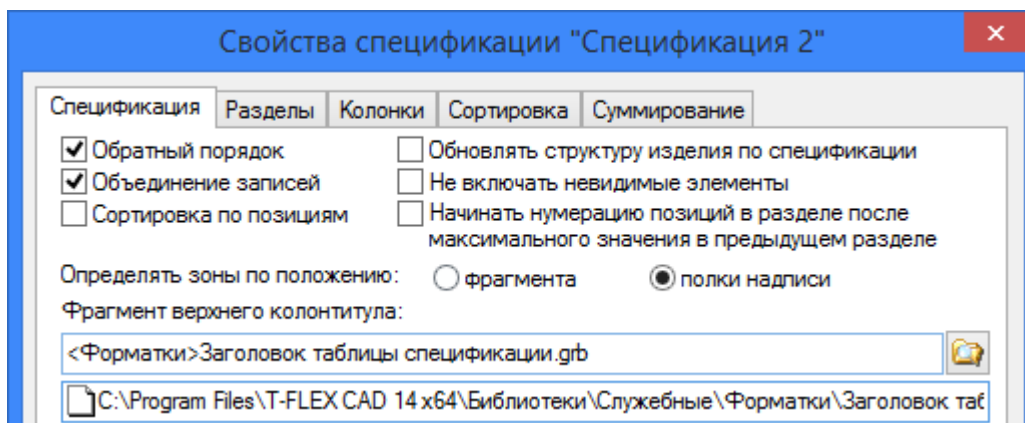 Свойства спецификации "Спецификация 2"
Спецификация Разделы Колонки Сортировка Суммирование
Обратный порядок Обновлять структуру изделия по спецификации
Объединение записей Не включать невидимые элементы
Сортировка по позициям Начинать нумерацию позиций в разделе после
максимального значения в предыдущем разделе
Определять зоны по положению: фрагмента полки надписи
Фрагмент верхнего колонтитула:
<Форматки>Заголовок таблицы спецификации.grb
C:\Program Files\T-FLEX CAD 14 x64\Библиотеки\Служебные\Форматки\Заголовок таб